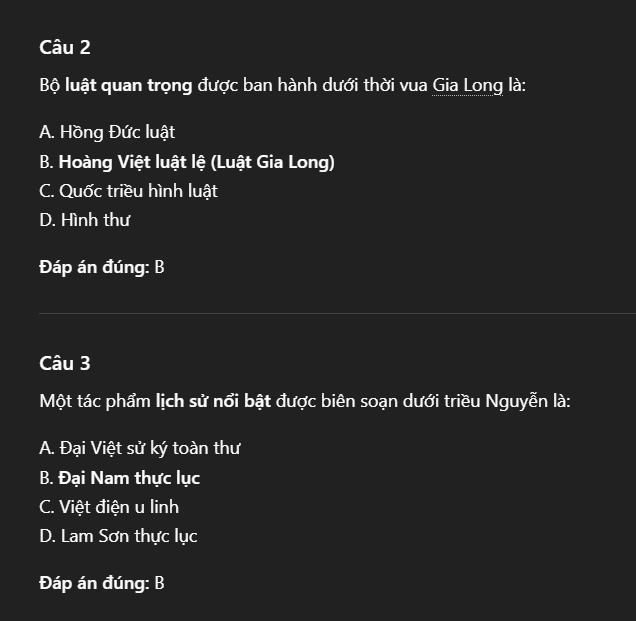 Câu 2
Bộ luật quan trọng được ban hành dưới thời vua Gia Long là:
A. Hồng Đức luật
B. Hoàng Việt luật lệ (Luật Gia Long)
C. Quốc triều hình luật
D. Hình thư
Đáp án đúng: B
Câu 3
Một tác phẩm lịch sử nổi bật được biên soạn dưới triều Nguyễn là:
A. Đại Việt sử ký toàn thư
B. Đại Nam thực lục
C. Việt điện u linh
D. Lam Sơn thực lục
Đáp án đúng: B